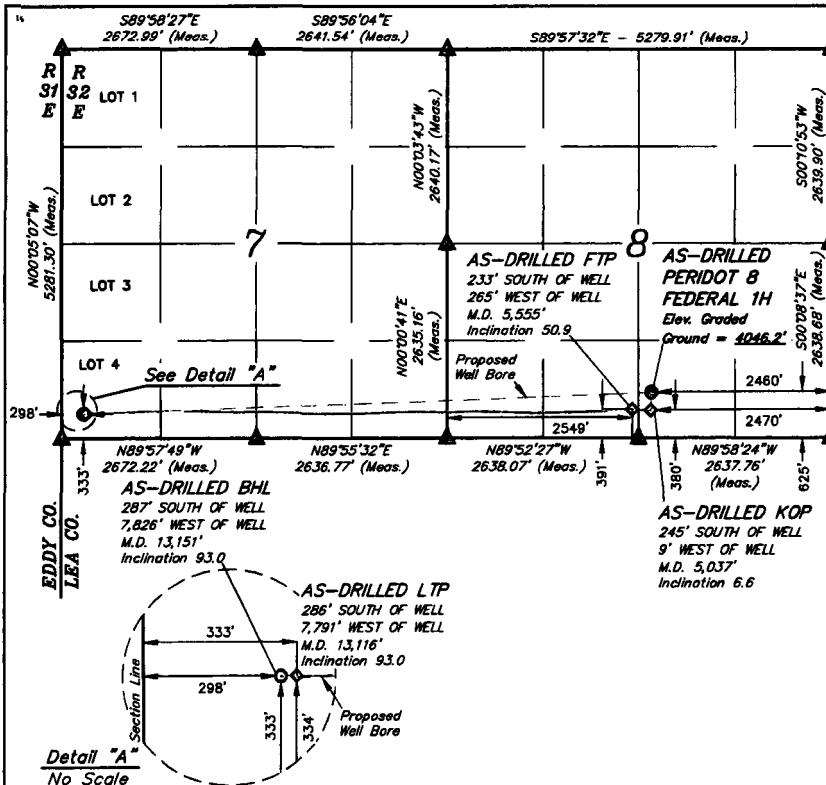 S89°58'27"E
2672.99' (Meas.)
S89°56'04"E
2641.54' (Meas.)
S89°57'32"E - 5279.91' (Meas.)
R R
31 32
E E
LOT 1
LOT 2
LOT 3
LOT 4
7
8
N00°05'07"W
5281.30' (Meas.)
N00°03'43"W
2640.17' (Meas.)
N00°00'41"E
2635.16' (Meas.)
S00°10'53"W
2639.90' (Meas.)
S00°08'37"E
2638.68' (Meas.)
AS-DRILLED FTP
233' SOUTH OF WELL
265' WEST OF WELL
M.D. 5,555'
Inclination 50.9
AS-DRILLED
PERIDOT 8
FEDERAL 1H
Elev. Graded
Ground = 4046.2'
Proposed
Well Bore
See Detail "A"
298'
333'
2460'
2470'
2549'
391'
380'
625'
N89°57'49"W
2672.22' (Meas.)
N89°55'32"E
2636.77' (Meas.)
N89°52'27"W
2638.07' (Meas.)
N89°58'24"W
2637.76'
(Meas.)
AS-DRILLED BHL
287' SOUTH OF WELL
7,826' WEST OF WELL
M.D. 13,151'
Inclination 93.0
AS-DRILLED KOP
245' SOUTH OF WELL
9' WEST OF WELL
M.D. 5,037'
Inclination 6.6
EDDY CO.
LEA CO.
AS-DRILLED LTP
286' SOUTH OF WELL
7,791' WEST OF WELL
M.D. 13,116'
Inclination 93.0
333'
298'
Section Line
333'
334'
Proposed
Well Bore
Detail "A"
No Scale